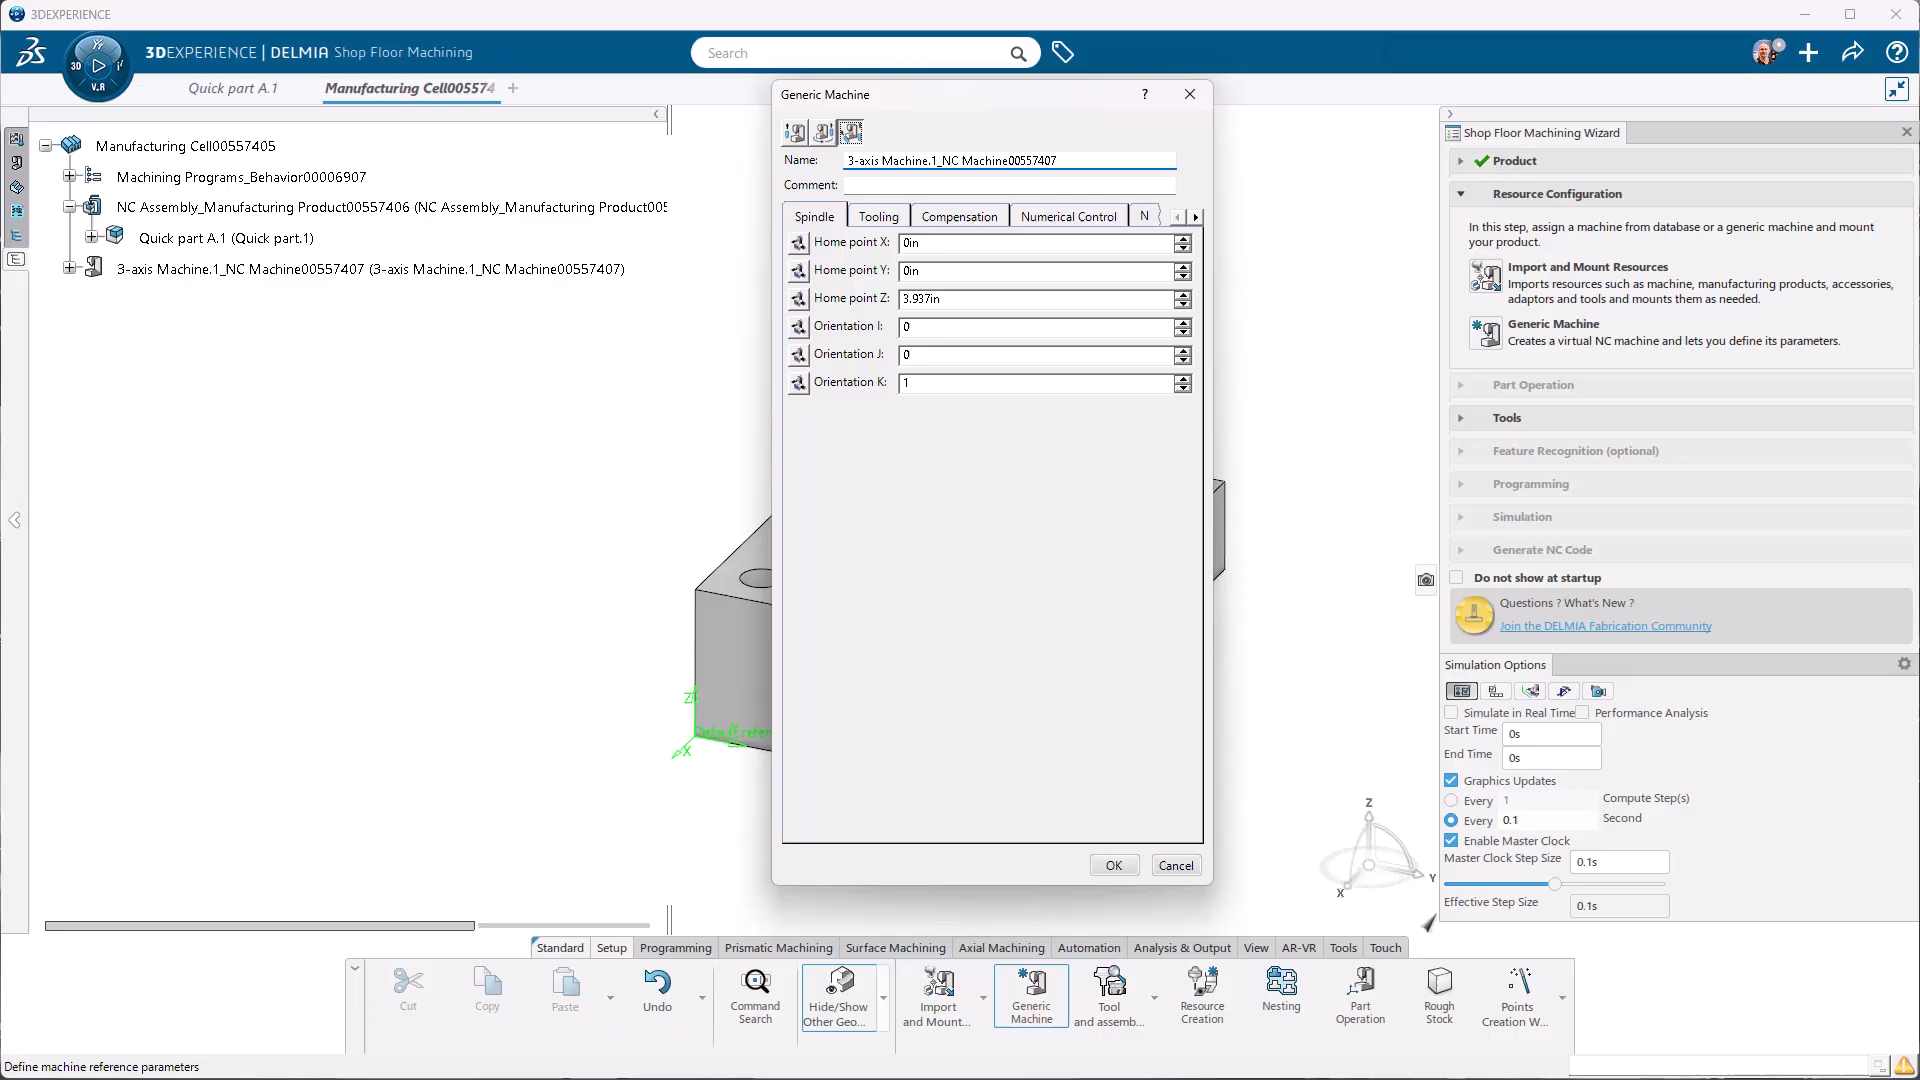 3DEXPERIENCE
3DEXPERIENCE | DELMIA Shop Floor Machining
3D
V.R
Search
Quick part A.1
Manufacturing Cell005574
Manufacturing Cell00557405
Machining Programs_Behavior00006907
NC Assembly_Manufacturing Product00557406 (NC Assembly_Manufacturing Product005
Quick part A.1 (Quick part.1)
3-axis Machine.1_NC Machine00557407 (3-axis Machine.1_NC Machine00557407)
Generic Machine
?
Name:
3-axis Machine.1_NC Machine00557407
Comment:
Spindle
Tooling
Compensation
Numerical Control
N
Home point X:
0in
Home point Y:
0in
Home point Z:
3.937in
Orientation I:
0
Orientation J:
0
Orientation K:
1
OK
Cancel
Z
X
Z
Y
X
Shop Floor Machining Wizard
Product
Resource Configuration
In this step, assign a machine from database or a generic machine and mount
your product.
Import and Mount Resources
Imports resources such as machine, manufacturing products, accessories,
adaptors and tools and mounts them as needed.
Generic Machine
Creates a virtual NC machine and lets you define its parameters.
Part Operation
Tools
Feature Recognition (optional)
Programming
Simulation
Generate NC Code
Do not show at startup
Questions ? What's New ?
Join the DELMIA Fabrication Community
Simulation Options
Simulate in Real Time
Performance Analysis
Start Time
0s
End Time
0s
Graphics Updates
Every
1
Compute Step(s)
Every
0.1
Second
Enable Master Clock
Master Clock Step Size
0.1s
Effective Step Size
0.1s
Standard
Setup
Programming
Prismatic Machining
Surface Machining
Axial Machining
Automation
Analysis & Output
View
AR-VR
Tools
Touch
Cut
Copy
Paste
Undo
Command
Search
Hide/Show
Other Geo...
Import
and Mount...
Generic
Machine
Tool
and assemb...
Resource
Creation
Nesting
Part
Operation
Rough
Stock
Points
Creation W...
Define machine reference parameters